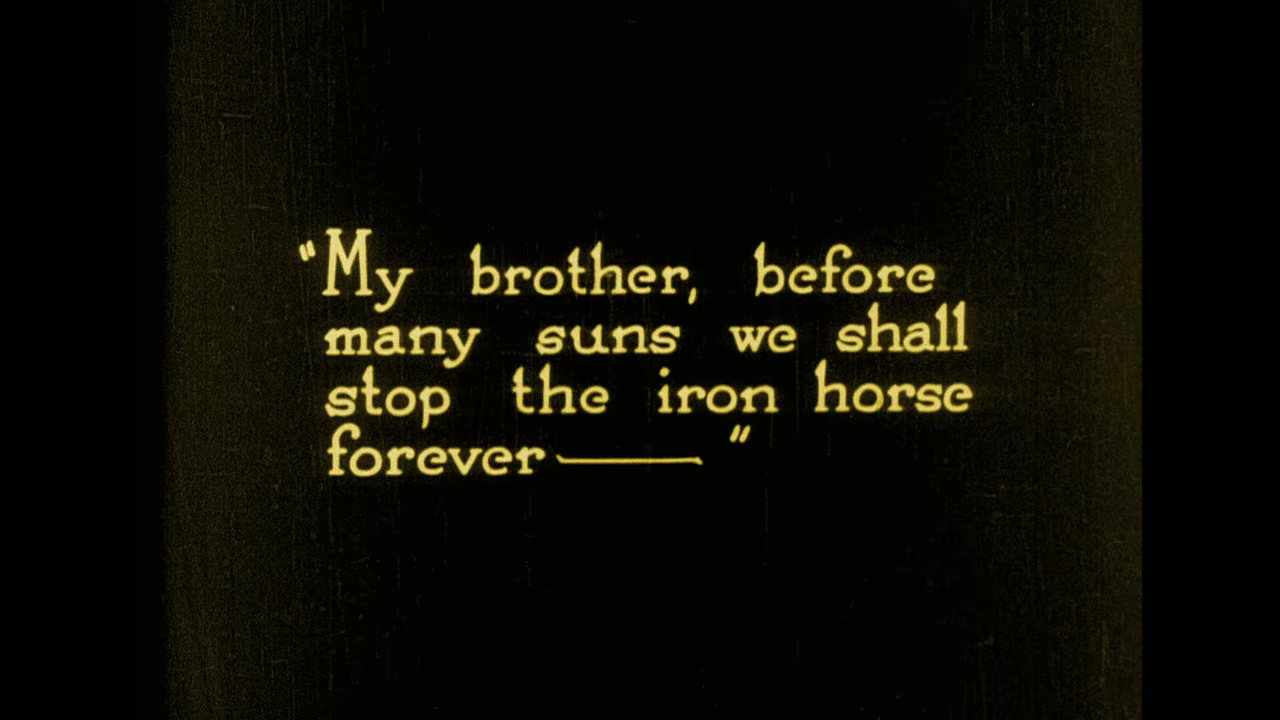 "My brother, before
many suns we shall
stop the iron horse
forever—— "